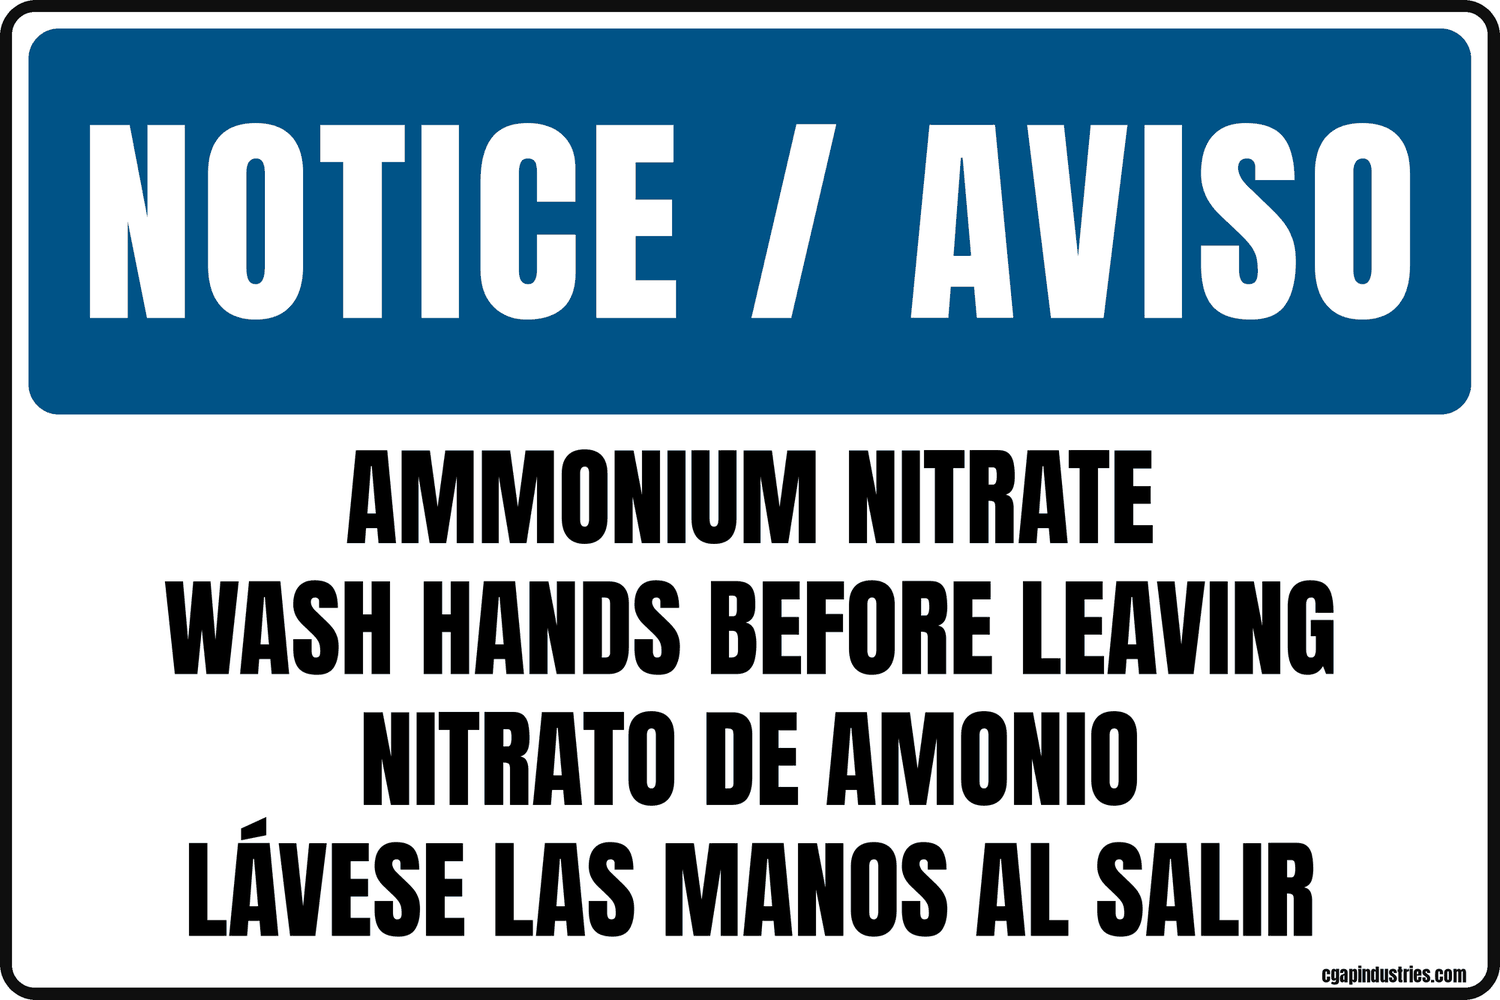 NOTICE / AVISO
AMMONIUM NITRATE
WASH HANDS BEFORE LEAVING
NITRATO DE AMONIO
LÁVESE LAS MANOS AL SALIR
cgapindustries.com